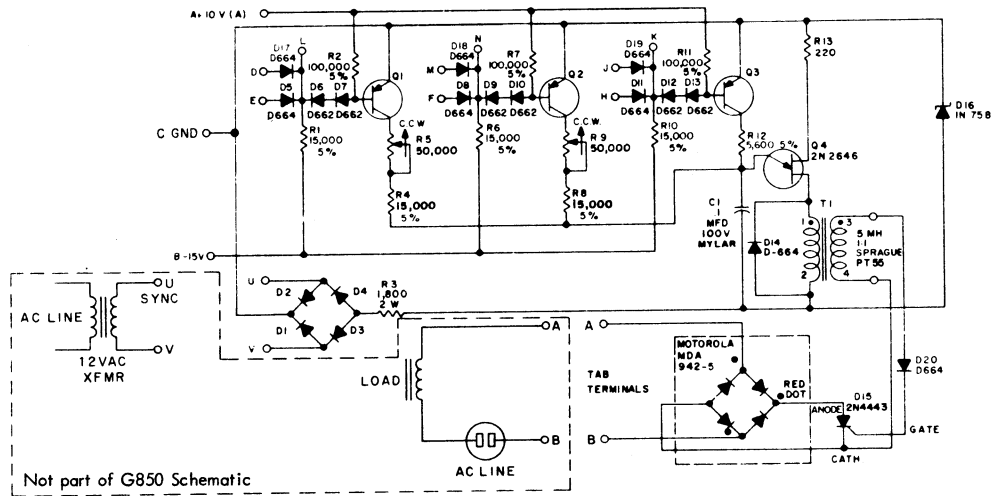 A+10V (A)
L
N
K
D17
D664
D
E
D5
D664
D6
D662
D7
D662
R2
100,000
5%
Q1
R1
15,000
5%
C.C.W.
R5
50,000
R4
15,000
5%
D18
D664
M
F
D8
D664
D9
D662
D10
D662
R7
100,000
5%
Q2
R6
15,000
5%
C.C.W.
R9
50,000
R8
15,000
5%
D19
D664
J
H
D11
D664
D12
D662
D13
D662
R11
100,000
5%
Q3
R10
15,000
5%
R12
5,600 5%
R13
220
Q4
2N2646
D16
1N 758
C GND
B -15V
C1
.1
MFD
100V
MYLAR
D14
D-664
T1
1
2
3
4
5 MH
1:1
SPRAGUE
PT 55
U
V
D2
D4
D1
D3
R3
1,800
2 W
AC LINE
U
SYNC
V
12VAC
XFMR
LOAD
A
B
AC LINE
Not part of G850 Schematic
A
TAB
TERMINALS
B
MOTOROLA
MDA
942-5
RED
DOT
ANODE
D15
2N4443
GATE
CATH
D20
D664